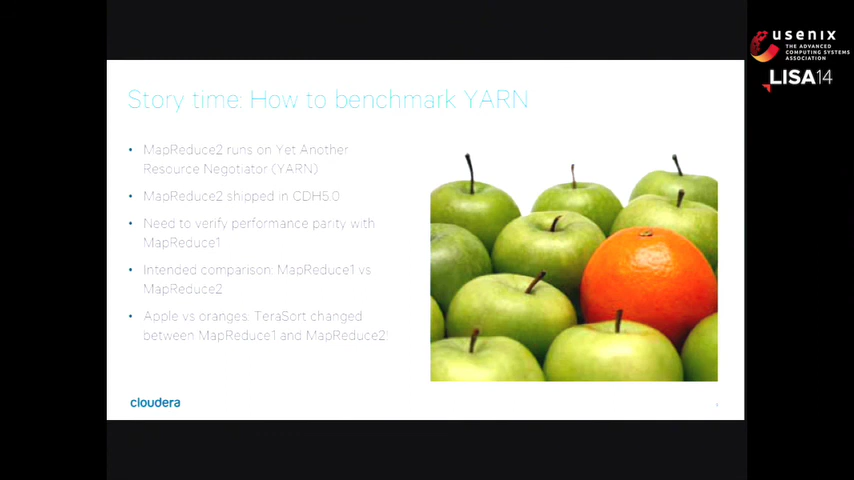 usenix
THE ADVANCED
COMPUTING SYSTEMS
ASSOCIATION
LISA14
Story time: How to benchmark YARN
• MapReduce2 runs on Yet Another
Resource Negotiator (YARN)
• MapReduce2 shipped in CDH5.0
• Need to verify performance parity with
MapReduce1
• Intended comparison: MapReduce1 vs
MapReduce2
• Apple vs oranges: TeraSort changed
between MapReduce1 and MapReduce2!
cloudera